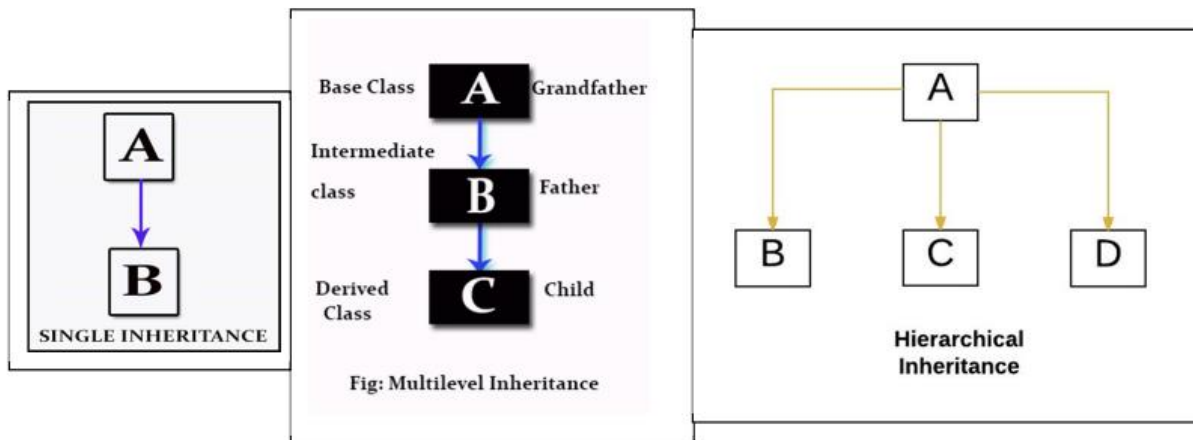 A
B
SINGLE INHERITANCE
Base Class
A
Grandfather
Intermediate
class
B
Father
Derived
Class
C
Child
Fig: Multilevel Inheritance
A
B
C
D
Hierarchical
Inheritance